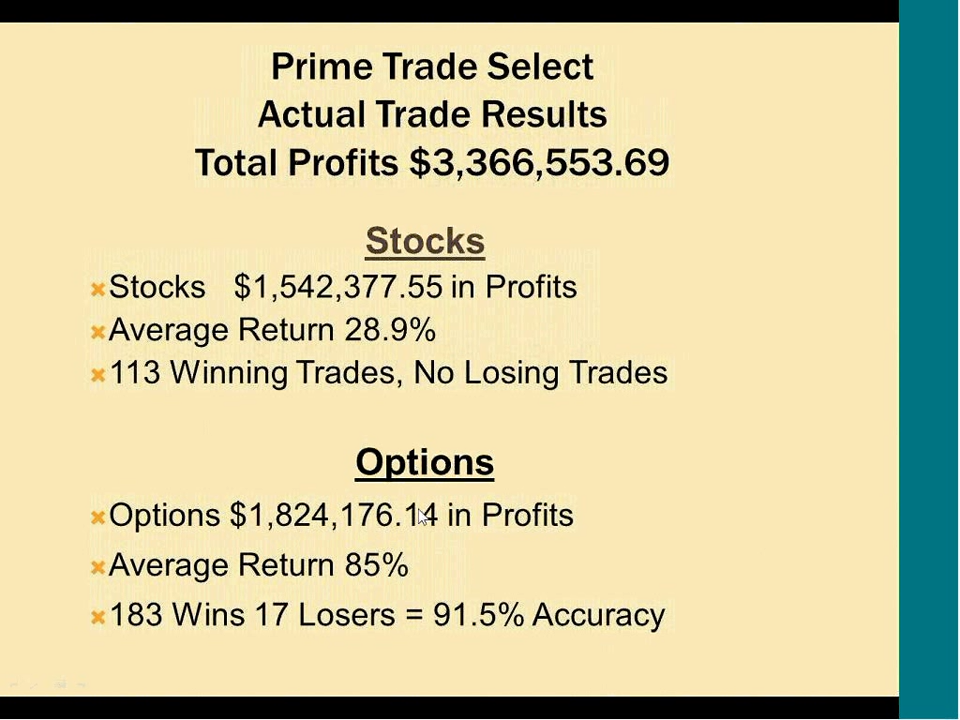 Prime Trade Select
Actual Trade Results
Total Profits $3,366,553.69
Stocks
Stocks $1,542,377.55 in Profits
Average Return 28.9%
113 Winning Trades, No Losing Trades
Options
Options $1,824,176.14 in Profits
Average Return 85%
183 Wins 17 Losers = 91.5% Accuracy